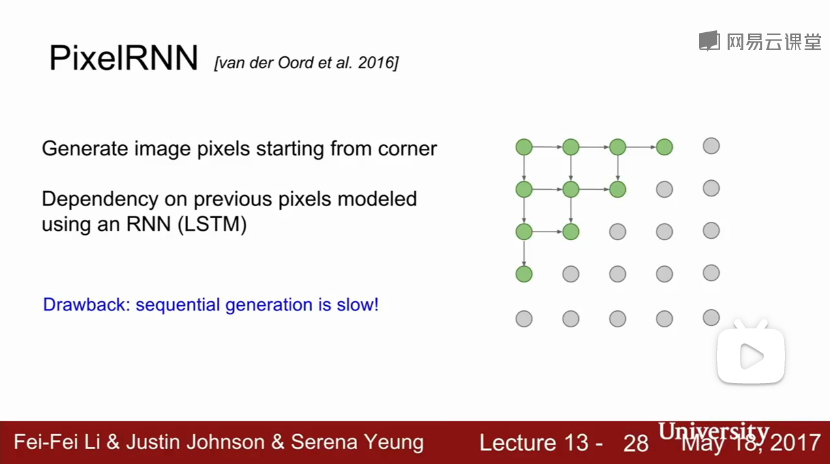 网易云课堂
PixelRNN [van der Oord et al. 2016]
Generate image pixels starting from corner
Dependency on previous pixels modeled
using an RNN (LSTM)
Drawback: sequential generation is slow!
Fei-Fei Li & Justin Johnson & Serena Yeung
Lecture 13 - 28
University
May 18, 2017